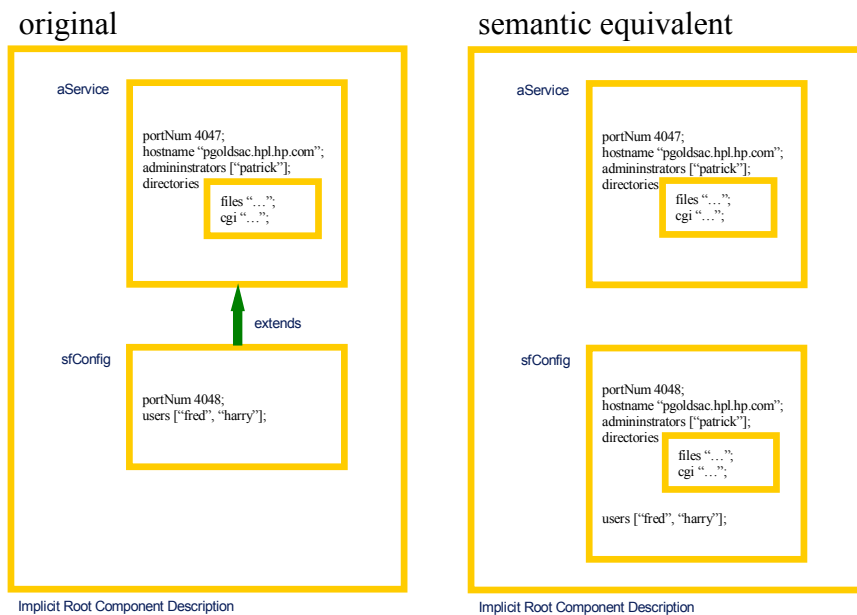 original
aService
portNum 4047;
hostname “pgoldsac.hpl.hp.com”;
admininstrators [“patrick”];
directories
files “…”;
cgi “…”;
extends
sfConfig
portNum 4048;
users [“fred”, “harry”];
Implicit Root Component Description
semantic equivalent
aService
portNum 4047;
hostname “pgoldsac.hpl.hp.com”;
admininstrators [“patrick”];
directories
files “…”;
cgi “…”;
sfConfig
portNum 4048;
hostname “pgoldsac.hpl.hp.com”;
admininstrators [“patrick”];
directories
files “…”;
cgi “…”;
users [“fred”, “harry”];
Implicit Root Component Description